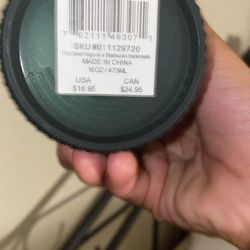 7 62111 49307 1
SKU #011129720
This Siren logo is a Starbucks trademark.
MADE IN CHINA
16OZ / 473ML
USA CAN
$16.95 $24.95